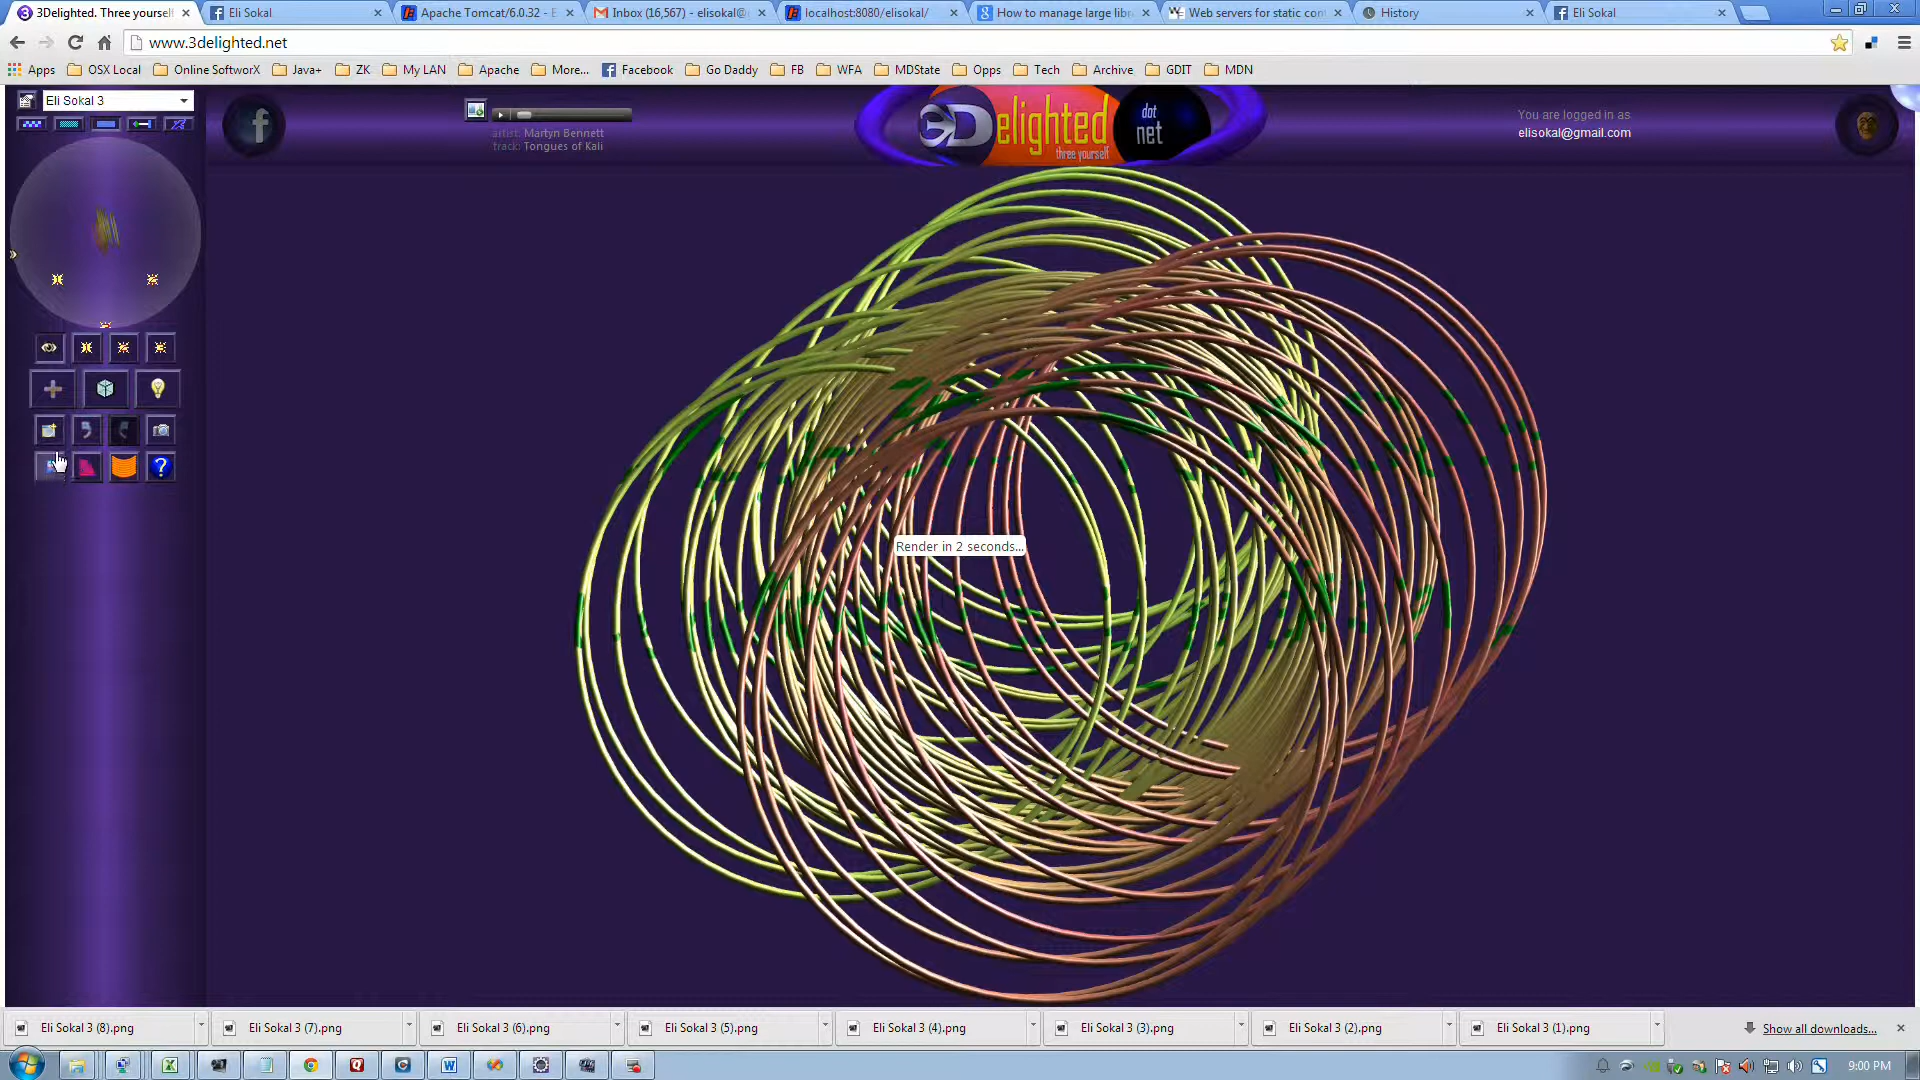 3Delighted. Three yourself
Eli Sokal
Apache Tomcat/6.0.32 - E
Inbox (16,567) - elisokal@
localhost:8080/elisokal/
How to manage large libr
Web servers for static con
History
Eli Sokal
www.3delighted.net
Apps
OSX Local
Online SoftworX
Java+
ZK
My LAN
Apache
More...
Facebook
Go Daddy
FB
WFA
MDState
Opps
Tech
Archive
GDIT
MDN
Eli Sokal 3
artist: Martyn Bennett
track: Tongues of Kali
3Delighted
three yourself
dot
net
You are logged in as
elisokal@gmail.com
Render in 2 seconds...
Eli Sokal 3 (8).png
Eli Sokal 3 (7).png
Eli Sokal 3 (6).png
Eli Sokal 3 (5).png
Eli Sokal 3 (4).png
Eli Sokal 3 (3).png
Eli Sokal 3 (2).png
Eli Sokal 3 (1).png
Show all downloads...
9:00 PM